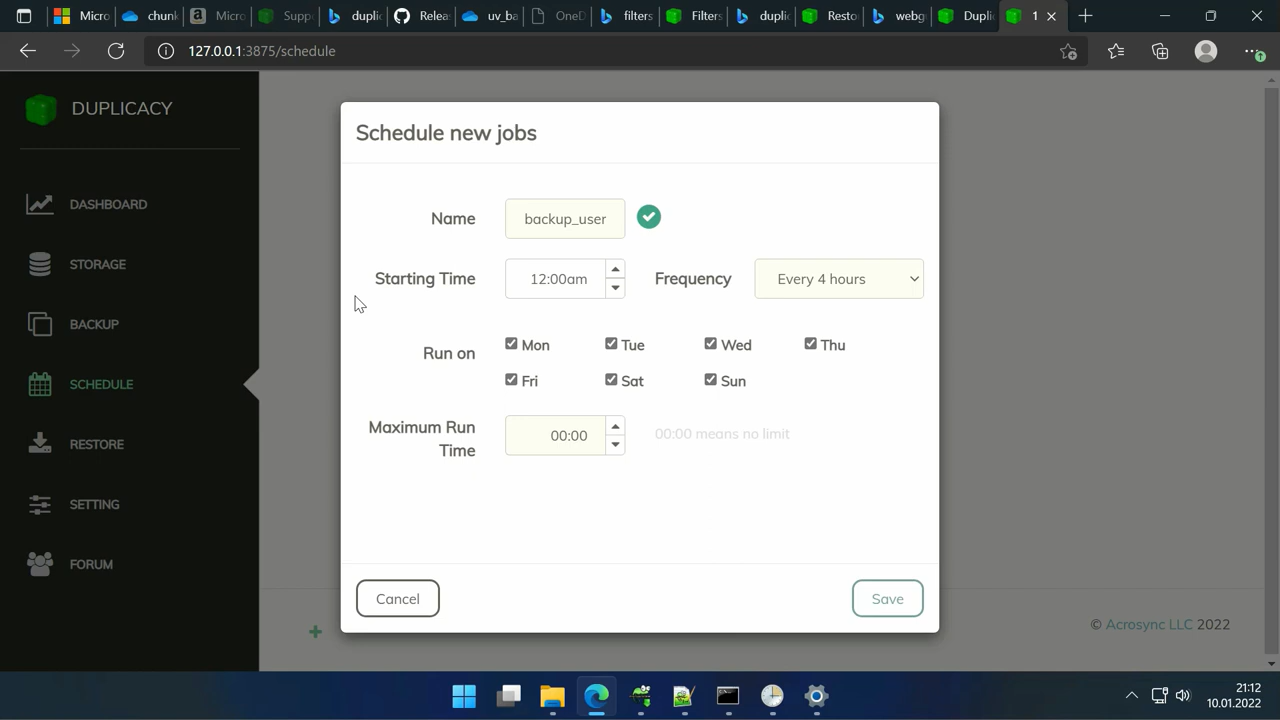 Micro
chunk
Micro
Supp
duplic
Relea
uv_ba
OneD
filters
Filters
duplic
Resto
webg
Duplic
1
127.0.0.1:3875/schedule
DUPLICACY
DASHBOARD
STORAGE
BACKUP
SCHEDULE
RESTORE
SETTING
FORUM
Schedule new jobs
Name backup_user
Starting Time 12:00am Frequency Every 4 hours
Run on Mon Tue Wed Thu
Fri Sat Sun
Maximum Run
Time 00:00 00:00 means no limit
Cancel Save
© Acrosync LLC 2022
21:12
10.01.2022